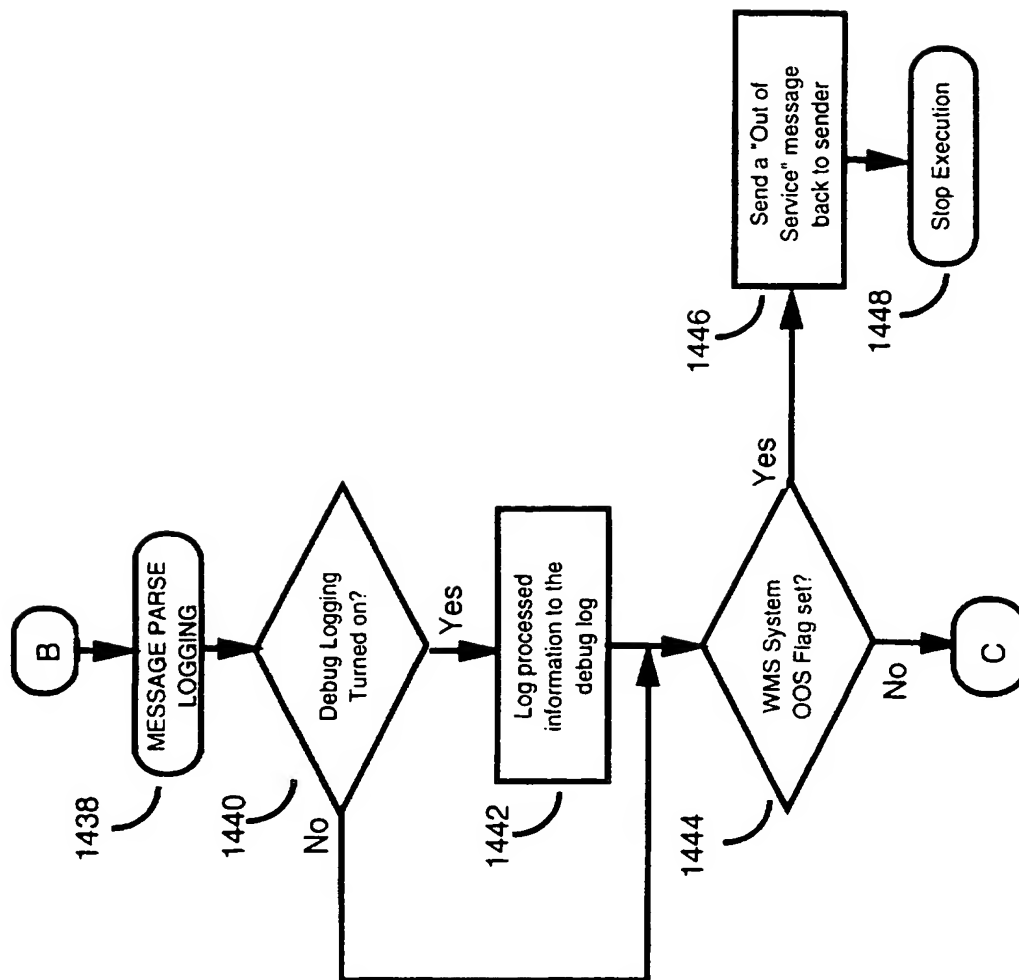 B
MESSAGE PARSE
LOGGING
1438
Debug Logging
Turned on?
1440
No
Yes
Log processed
information to the
debug log
1442
WMS System
OOS Flag set?
1444
Yes
No
C
Send a "Out of
Service" message
back to sender
1446
Stop Execution
1448